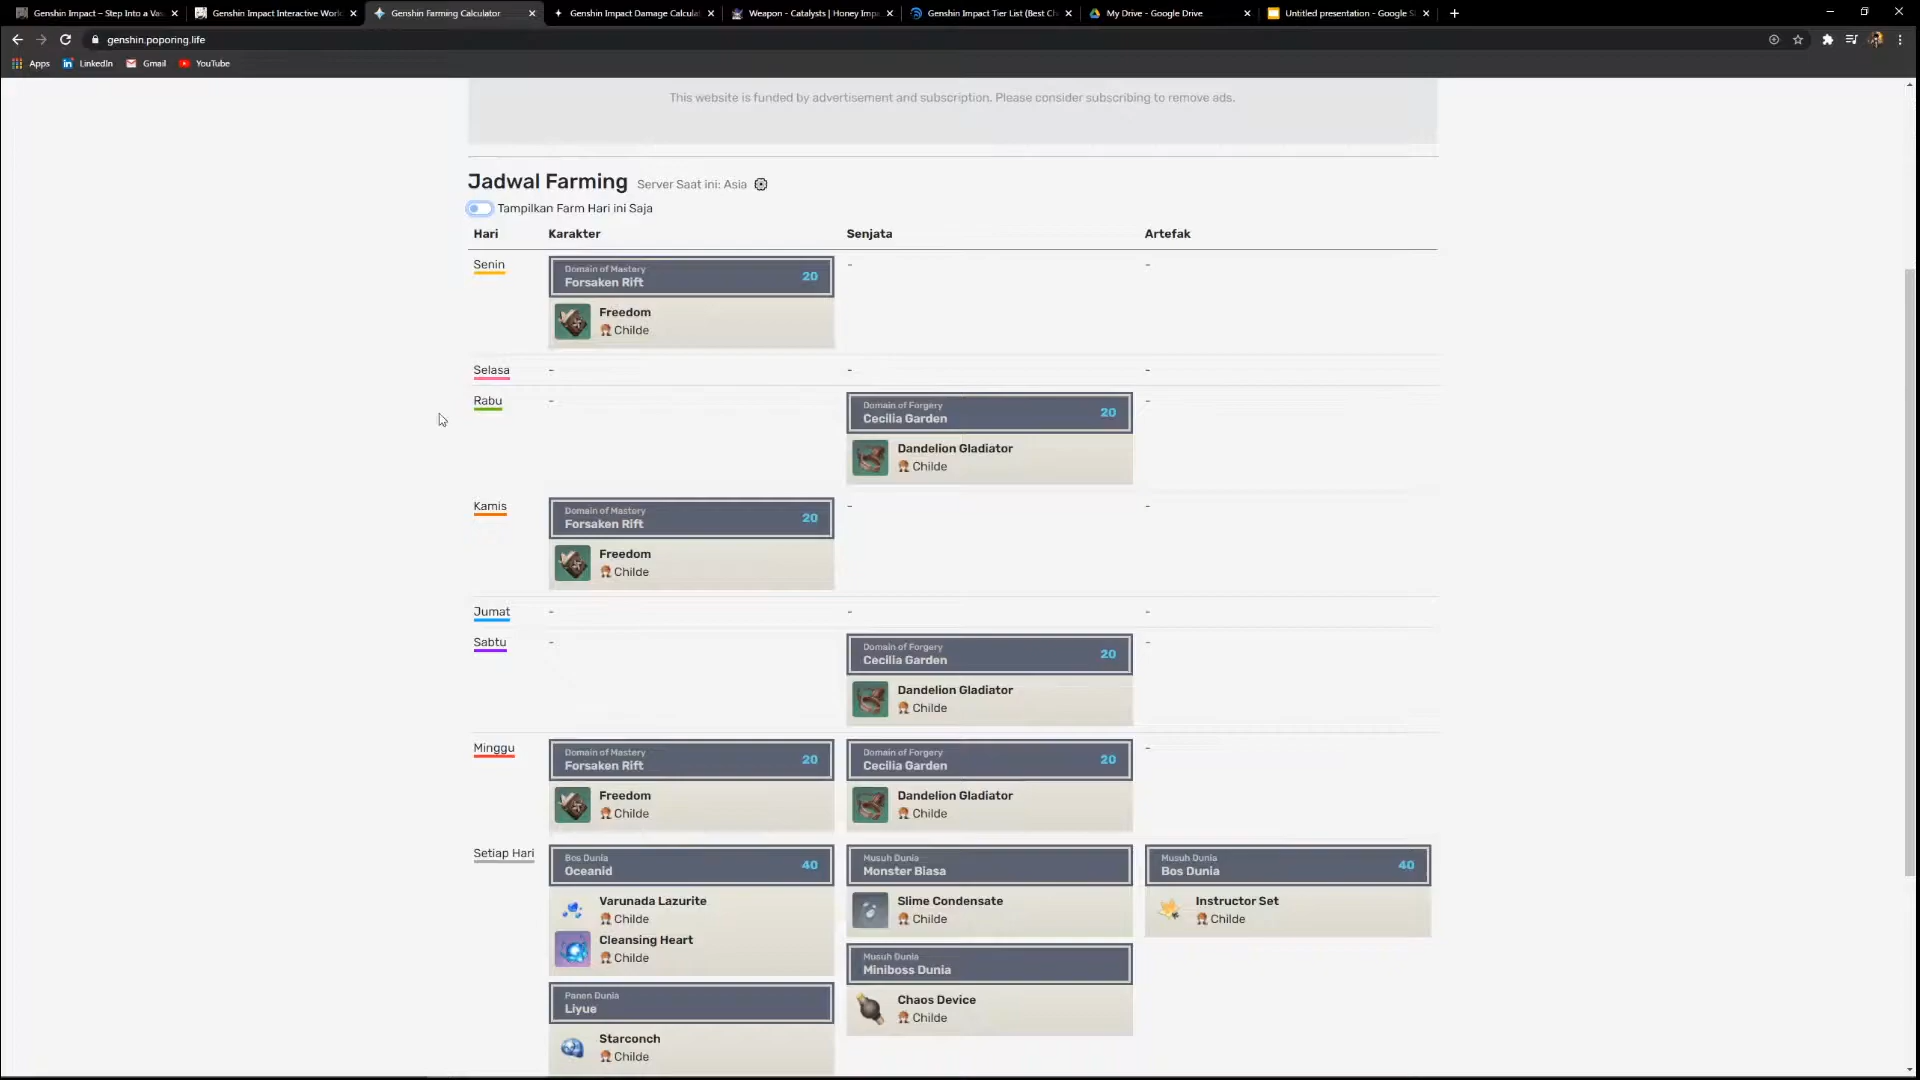 Genshin Impact – Step Into a Vas
Genshin Impact Interactive Worl
Genshin Farming Calculator
Genshin Impact Damage Calcula
Weapon - Catalysts | Honey Impa
Genshin Impact Tier List (Best Ch
My Drive - Google Drive
Untitled presentation - Google S
genshin.poporing.life
Apps
LinkedIn
Gmail
YouTube
This website is funded by advertisement and subscription. Please consider subscribing to remove ads.
Jadwal Farming Server Saat ini: Asia
Tampilkan Farm Hari ini Saja
Hari Karakter Senjata Artefak
Senin
Domain of Mastery
Forsaken Rift 20
Freedom
Childe
-
-
Selasa - - -
Rabu
-
Domain of Forgery
Cecilia Garden 20
Dandelion Gladiator
Childe
-
Kamis
Domain of Mastery
Forsaken Rift 20
Freedom
Childe
-
-
Jumat - - -
Sabtu
-
Domain of Forgery
Cecilia Garden 20
Dandelion Gladiator
Childe
-
Minggu
Domain of Mastery
Forsaken Rift 20
Freedom
Childe
Domain of Forgery
Cecilia Garden 20
Dandelion Gladiator
Childe
-
Setiap Hari
Bos Dunia
Oceanid 40
Varunada Lazurite
Childe
Cleansing Heart
Childe
Panen Dunia
Liyue
Starconch
Childe
Musuh Dunia
Monster Biasa
Slime Condensate
Childe
Musuh Dunia
Miniboss Dunia
Chaos Device
Childe
Musuh Dunia
Bos Dunia 40
Instructor Set
Childe